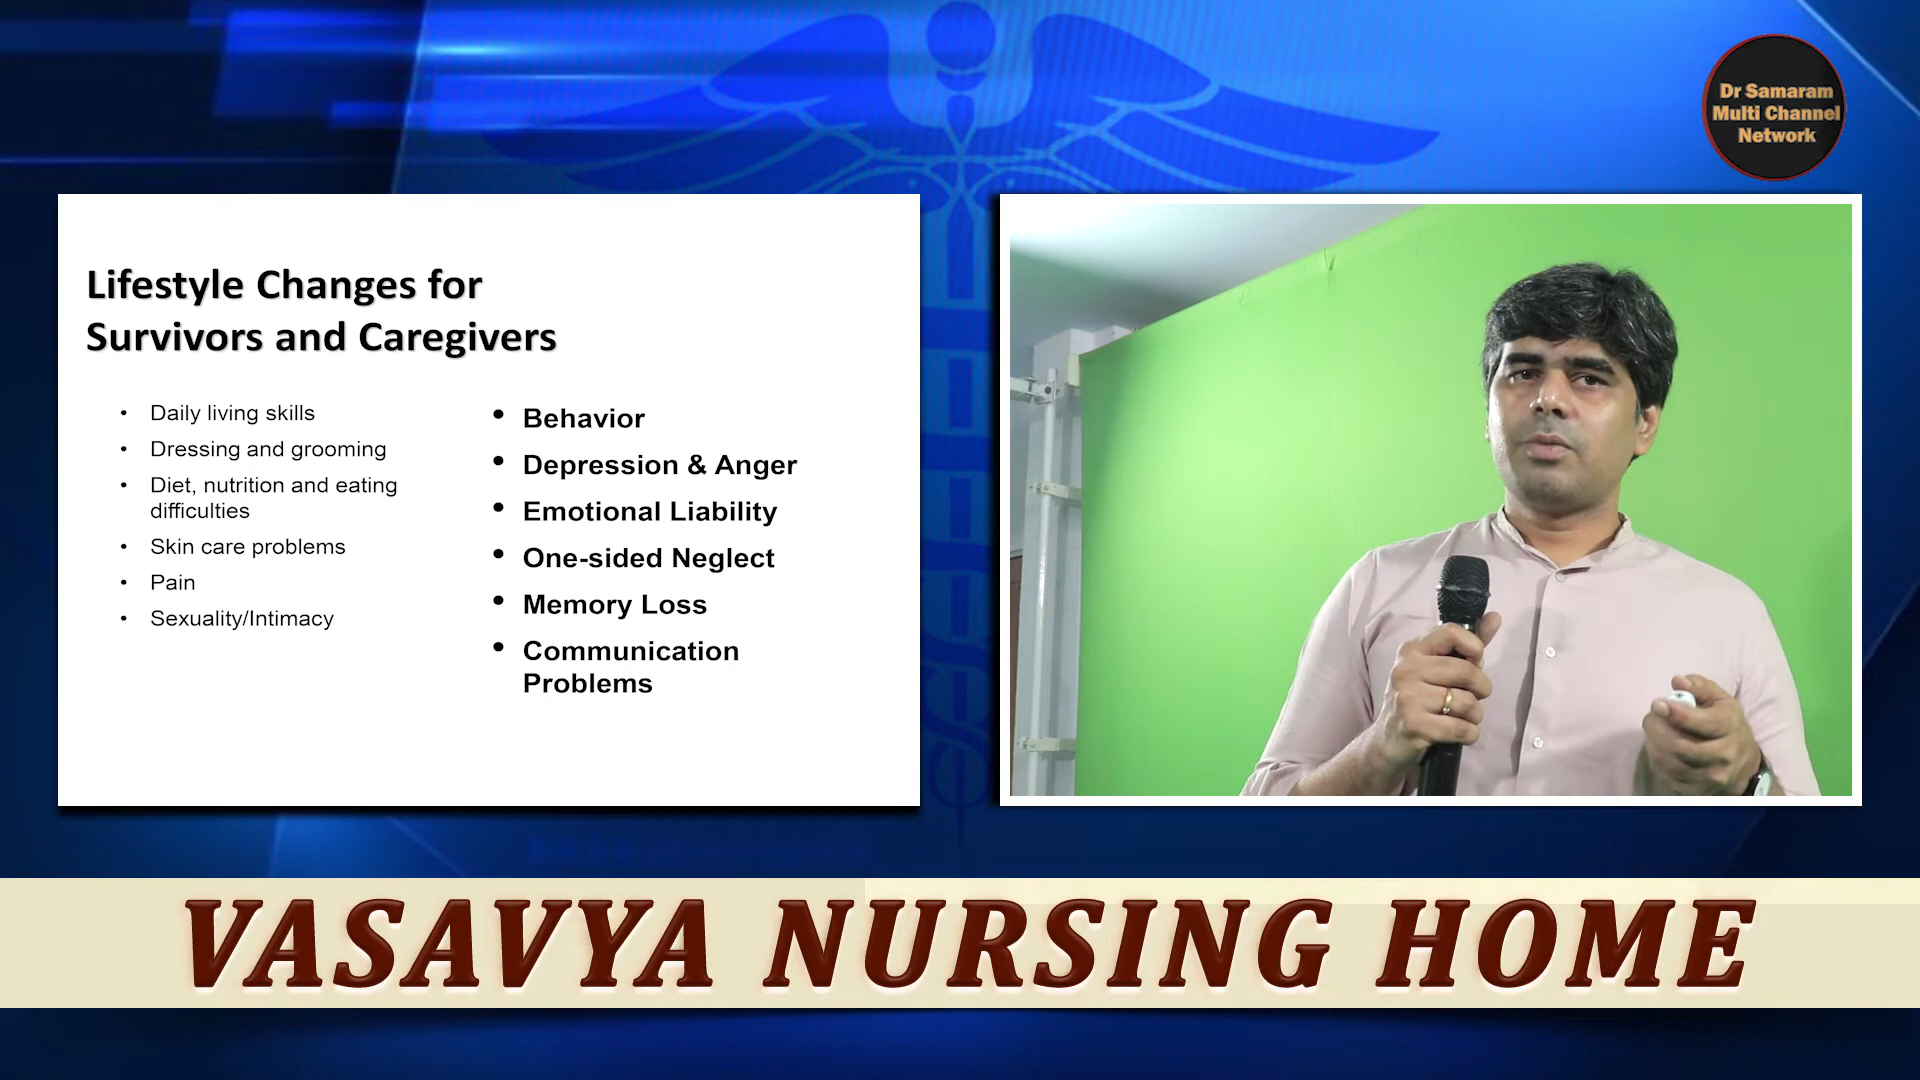 Dr Samaram
Multi Channel
Network
Lifestyle Changes for
Survivors and Caregivers
• Daily living skills
• Dressing and grooming
• Diet, nutrition and eating
difficulties
• Skin care problems
• Pain
• Sexuality/Intimacy
• Behavior
• Depression & Anger
• Emotional Liability
• One-sided Neglect
• Memory Loss
• Communication
Problems
VASAVYA NURSING HOME